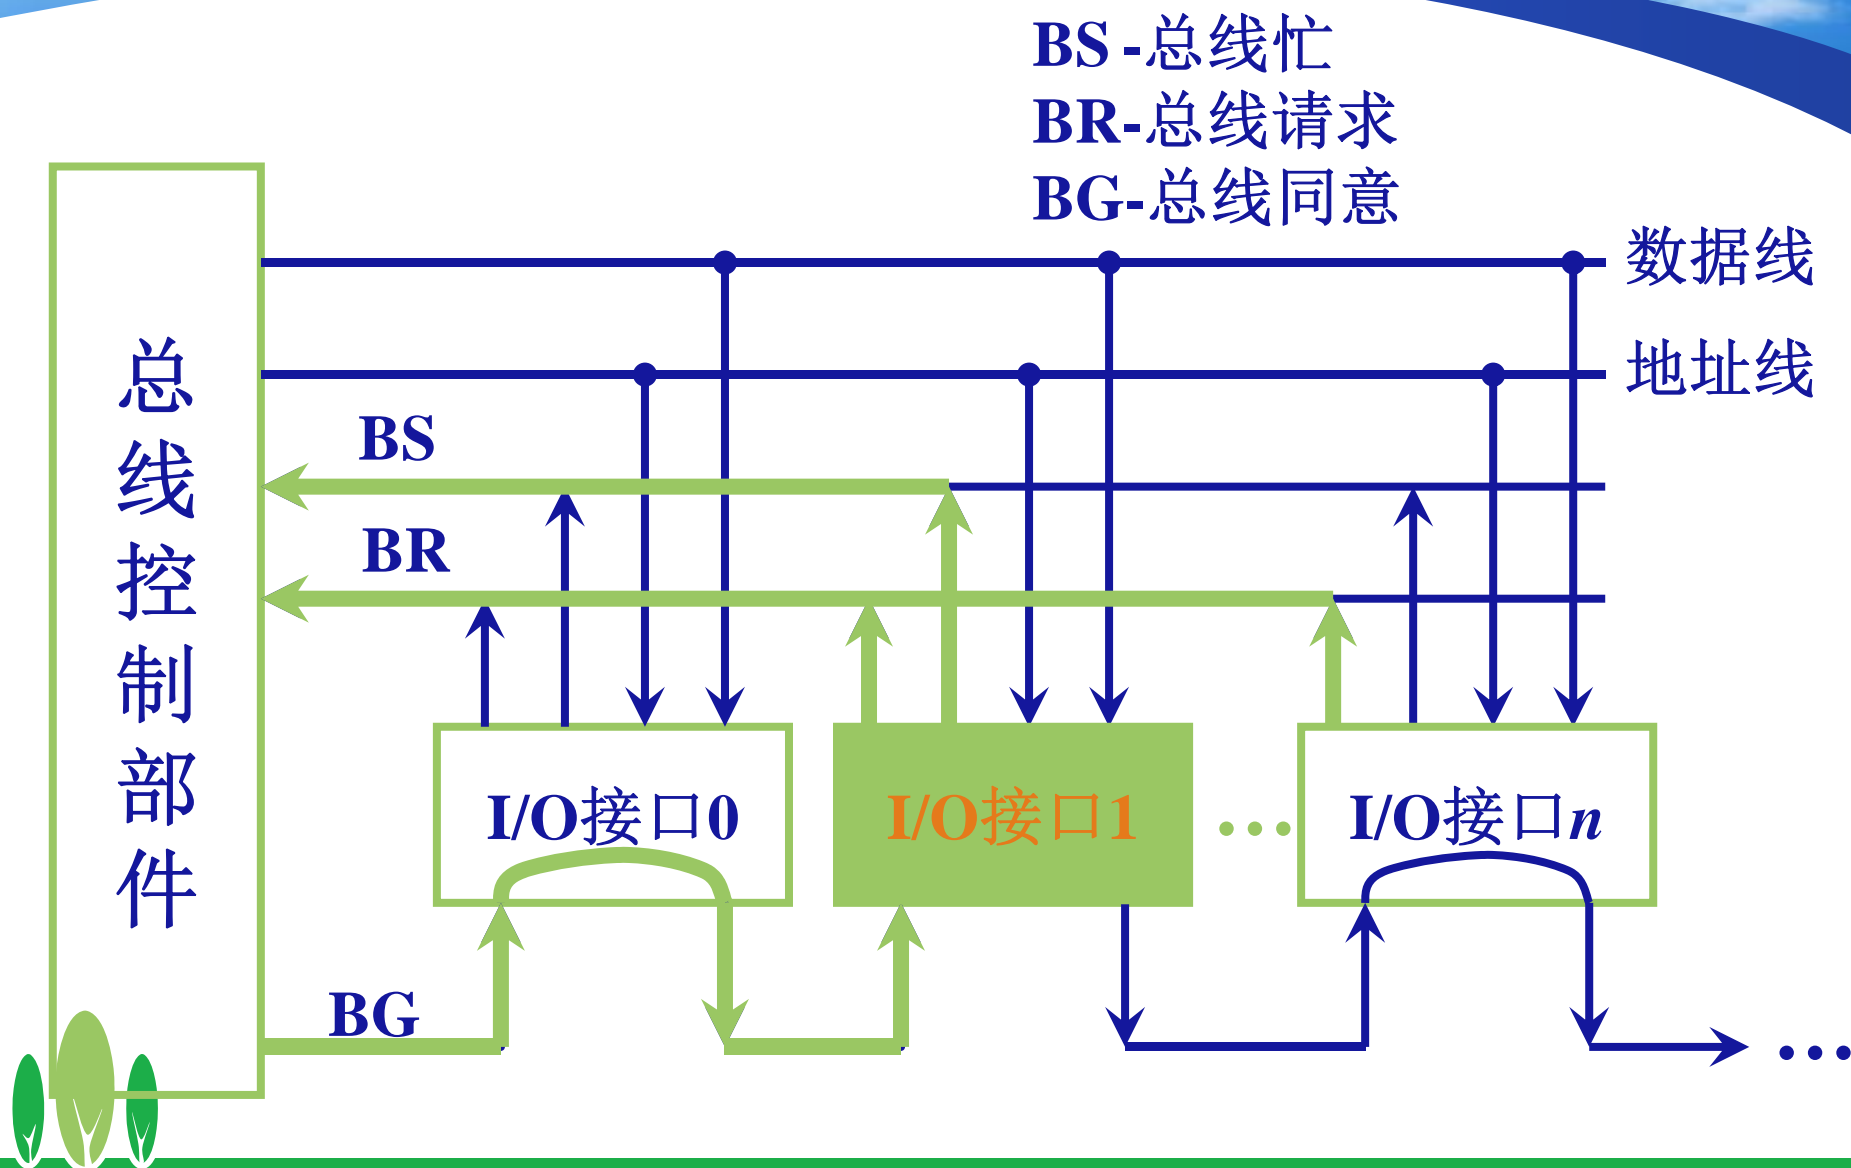 BS -总线忙
BR-总线请求
BG-总线同意
数据线
地址线
总线控制部件
BS
BR
I/O接口0
I/O接口1
…
I/O接口n
BG
…